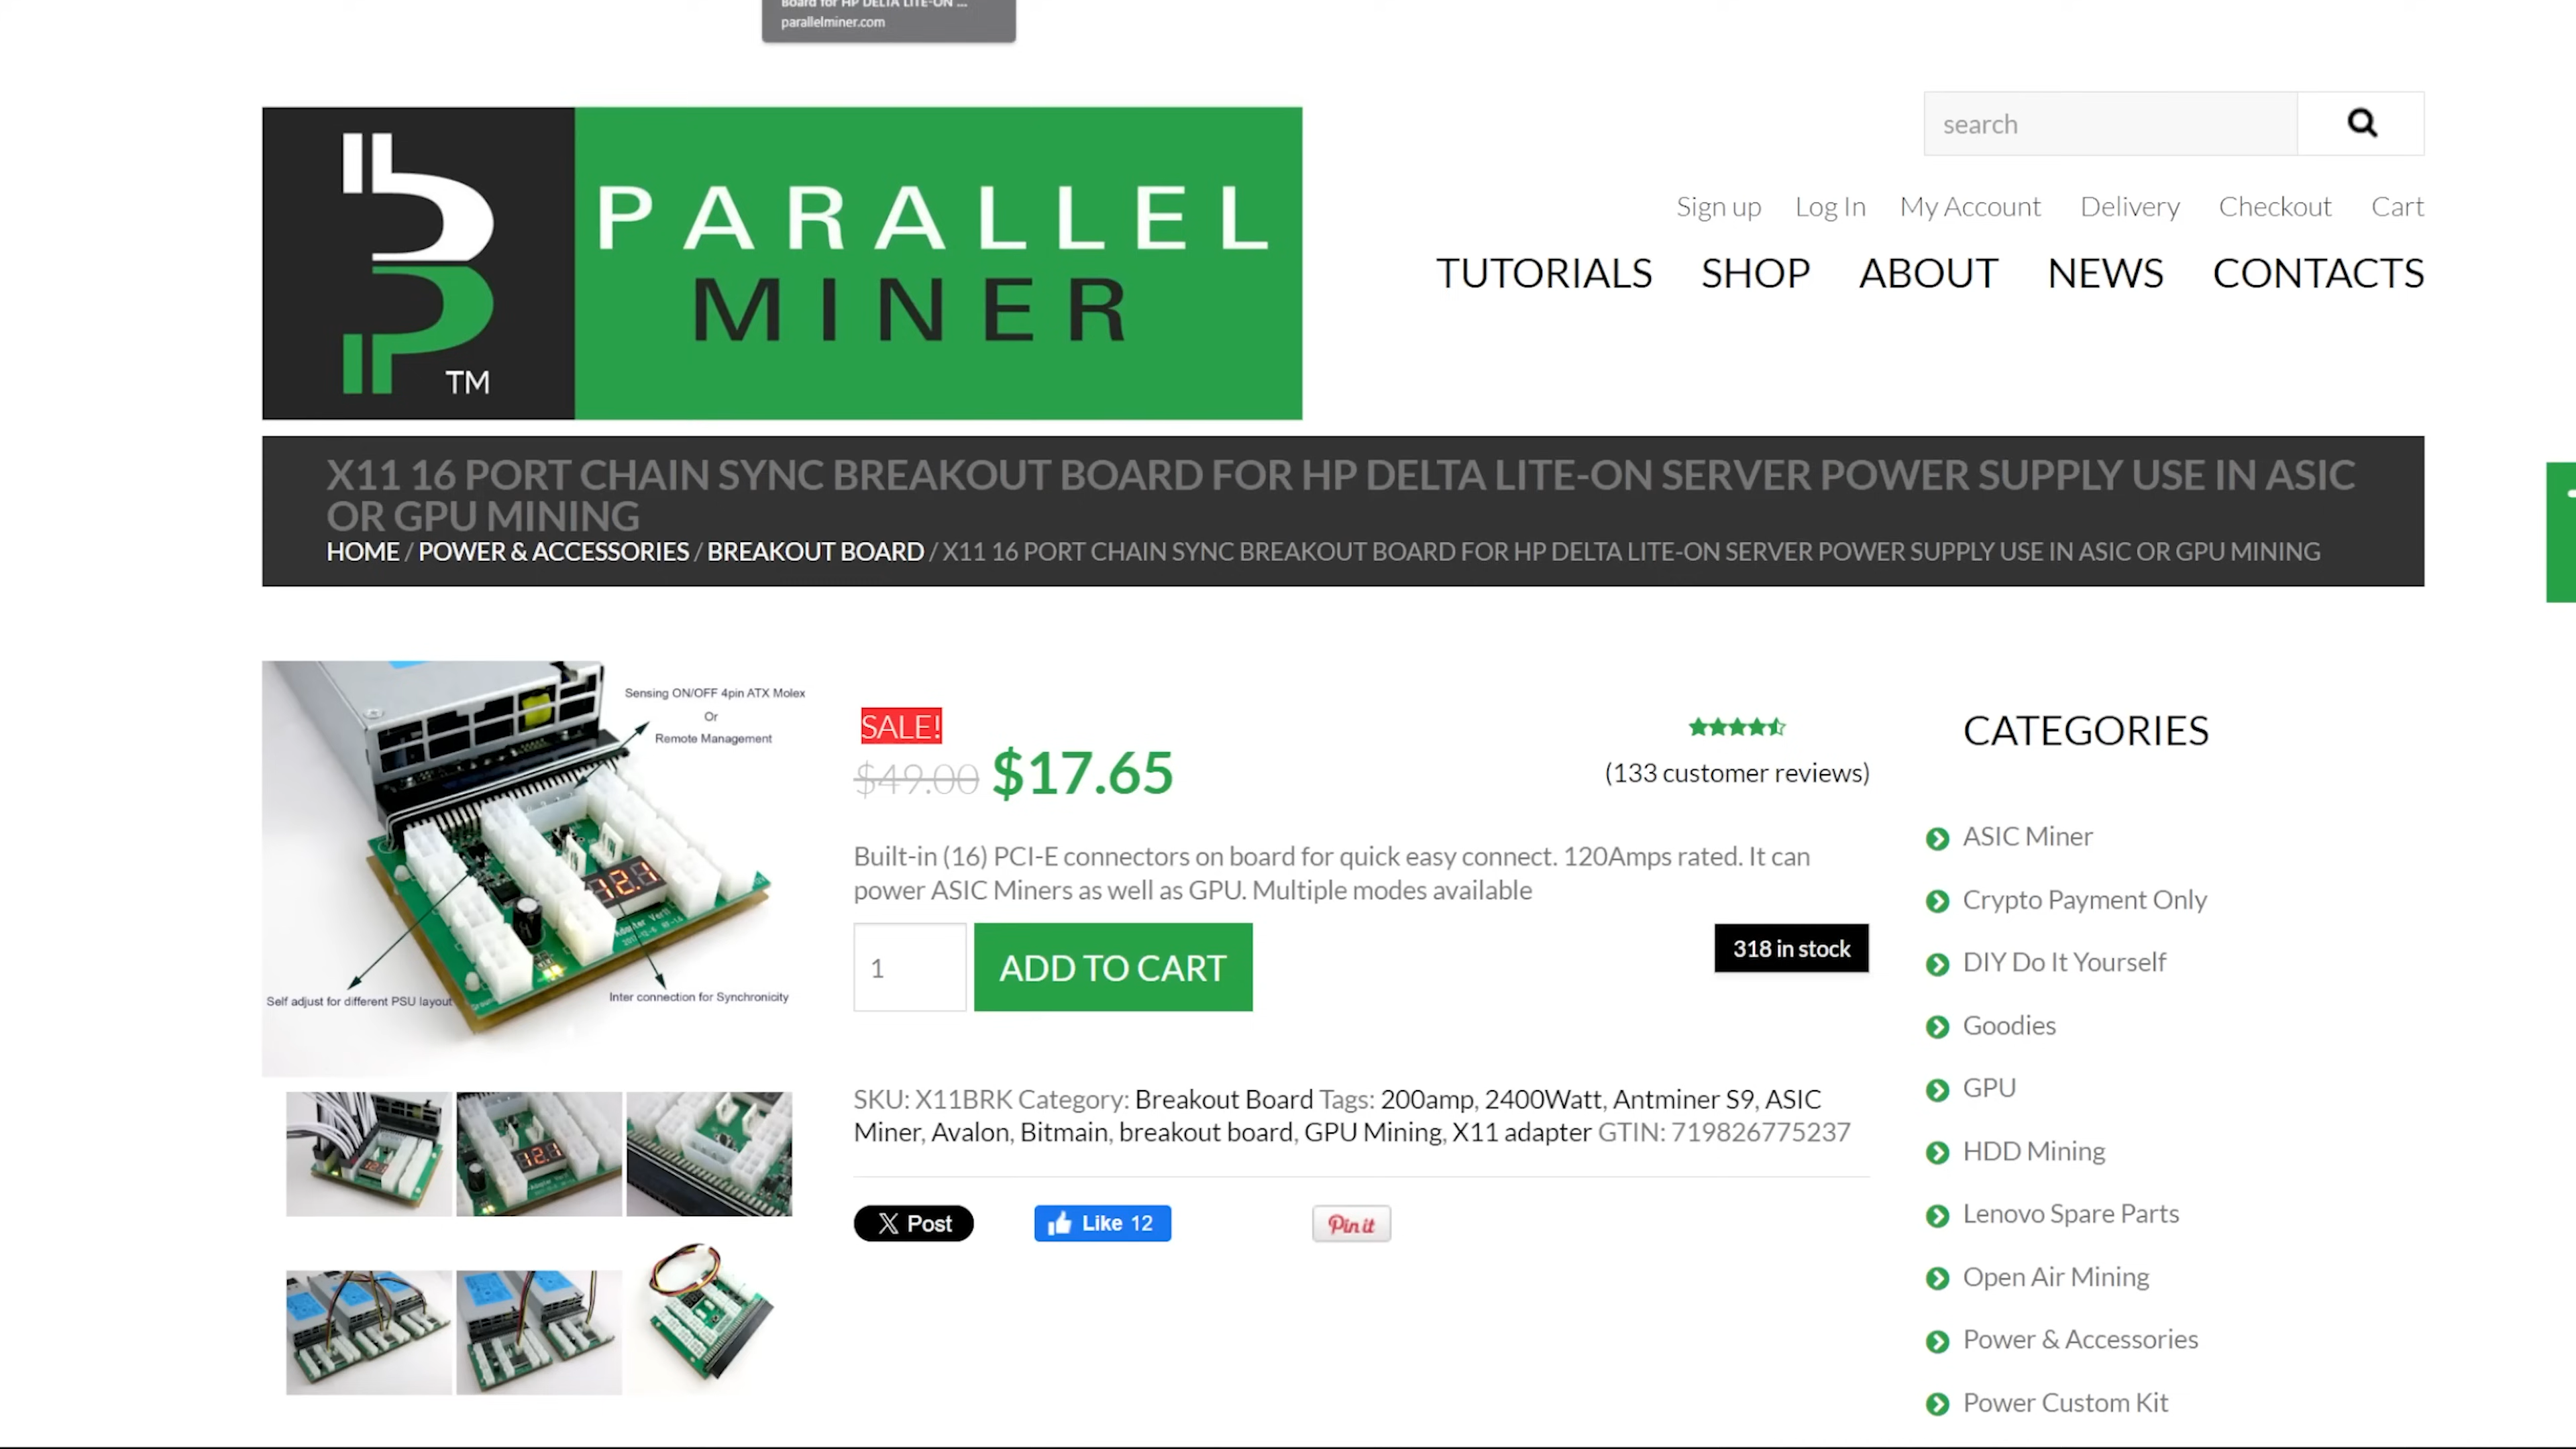 Board for HP DELTA LITE-ON ...
parallelminer.com
search
TM
PARALLEL
MINER
Sign up Log In My Account Delivery Checkout Cart
TUTORIALS SHOP ABOUT NEWS CONTACTS
X11 16 PORT CHAIN SYNC BREAKOUT BOARD FOR HP DELTA LITE-ON SERVER POWER SUPPLY USE IN ASIC
OR GPU MINING
HOME / POWER & ACCESSORIES / BREAKOUT BOARD / X11 16 PORT CHAIN SYNC BREAKOUT BOARD FOR HP DELTA LITE-ON SERVER POWER SUPPLY USE IN ASIC OR GPU MINING
Sensing ON/OFF 4pin ATX Molex
Or
Remote Management
12.1
Self adjust for different PSU layout
Inter connection for Synchronicity
SALE!
$49.00 $17.65
(133 customer reviews)
Built-in (16) PCI-E connectors on board for quick easy connect. 120Amps rated. It can
power ASIC Miners as well as GPU. Multiple modes available
1
ADD TO CART
318 in stock
SKU: X11BRK Category: Breakout Board Tags: 200amp, 2400Watt, Antminer S9, ASIC
Miner, Avalon, Bitmain, breakout board, GPU Mining, X11 adapter GTIN: 719826775237
X Post
Like 12
Pin it
CATEGORIES
ASIC Miner
Crypto Payment Only
DIY Do It Yourself
Goodies
GPU
HDD Mining
Lenovo Spare Parts
Open Air Mining
Power & Accessories
Power Custom Kit